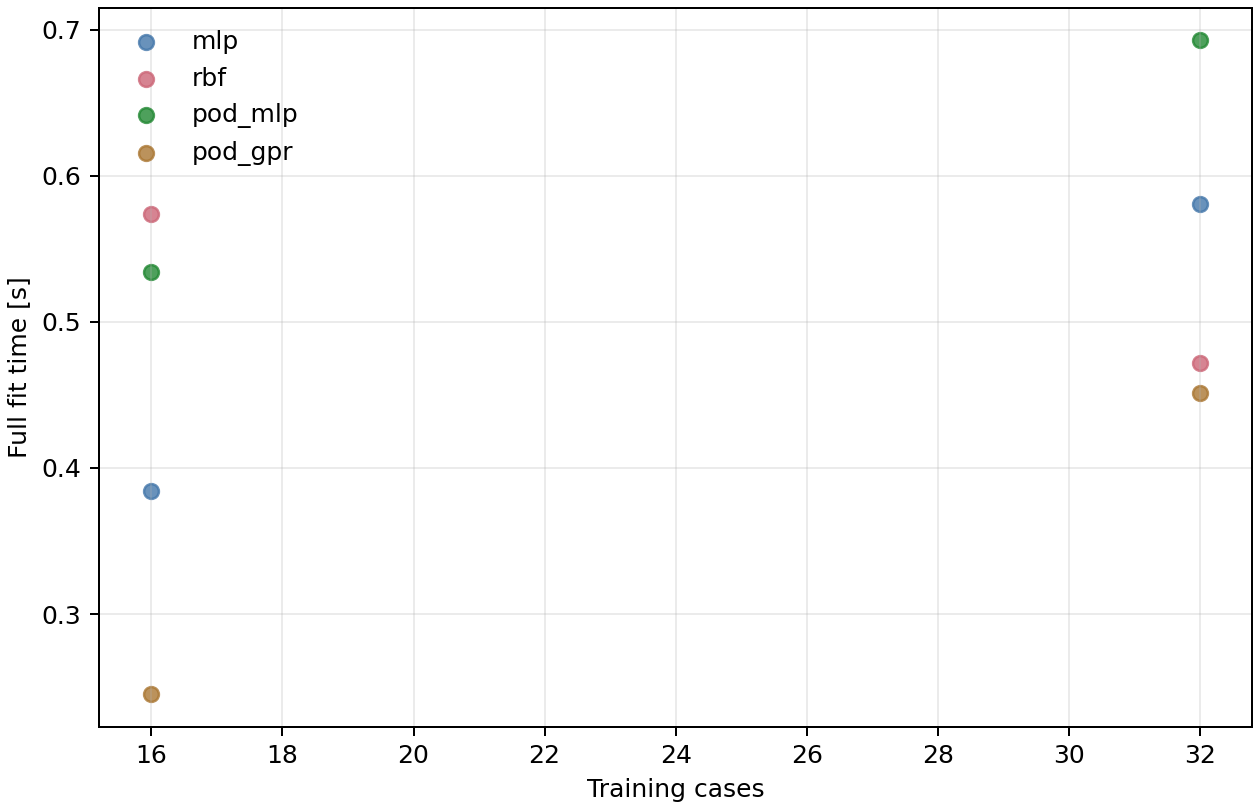 mlp
rbf
pod_mlp
pod_gpr
0.7
0.6
0.5
0.4
0.3
Full fit time [s]
16 18 20 22 24 26 28 30 32
Training cases